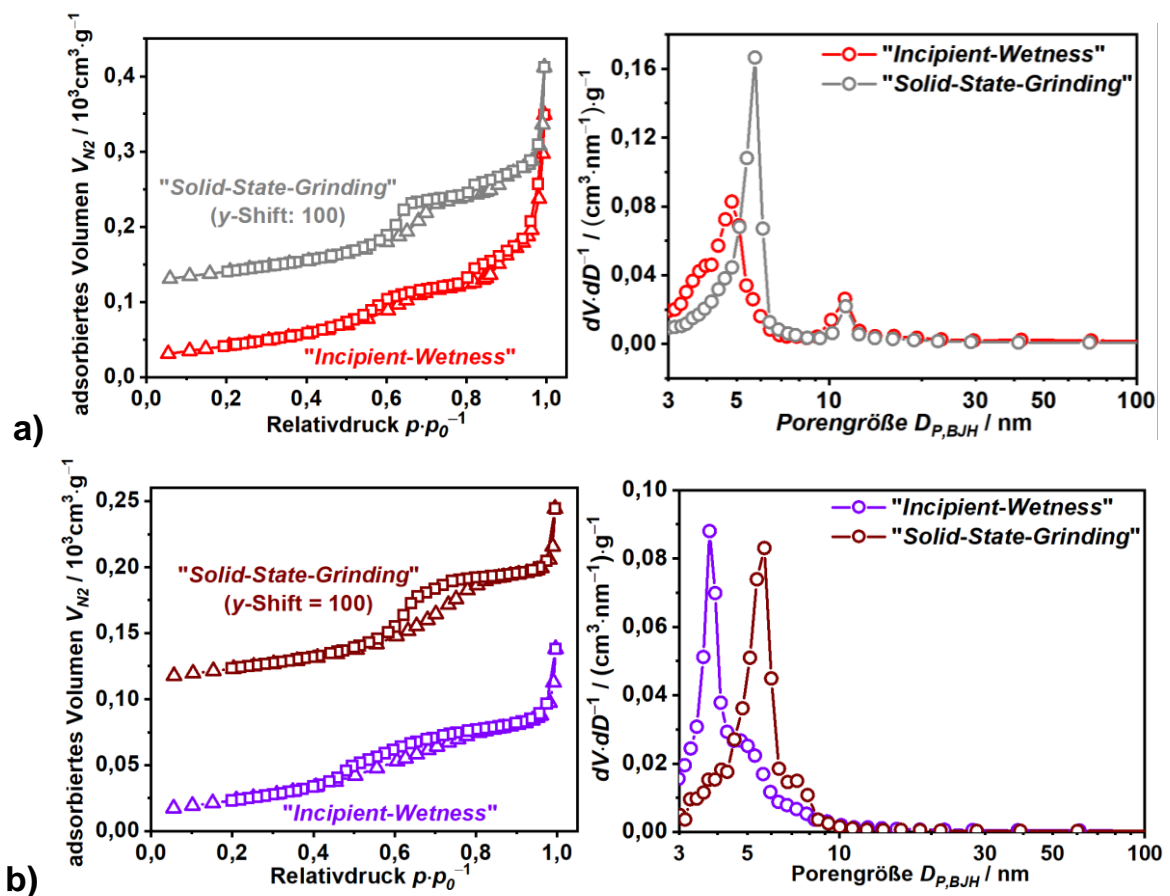 adsorbiertes Volumen V_N2 / 10³cm³·g⁻¹
0,4
0,3
0,2
0,1
0,0
"Solid-State-Grinding"
(y-Shift: 100)
"Incipient-Wetness"
0,0 0,2 0,4 0,6 0,8 1,0
Relativdruck p·p₀⁻¹
dV·dD⁻¹ / (cm³·nm⁻¹)·g⁻¹
0,16
0,12
0,08
0,04
0,00
"Incipient-Wetness"
"Solid-State-Grinding"
3 5 10 30 50 100
Porengröße D_P,BJH / nm
a)
adsorbiertes Volumen V_N2 / 10³cm³·g⁻¹
0,25
0,20
0,15
0,10
0,05
0,00
"Solid-State-Grinding"
(y-Shift = 100)
"Incipient-Wetness"
0,0 0,2 0,4 0,6 0,8 1,0
Relativdruck p·p₀⁻¹
dV·dD⁻¹ / (cm³·nm⁻¹)·g⁻¹
0,10
0,08
0,06
0,04
0,02
0,00
"Incipient-Wetness"
"Solid-State-Grinding"
3 5 10 30 50 100
Porengröße D_P,BJH / nm
b)